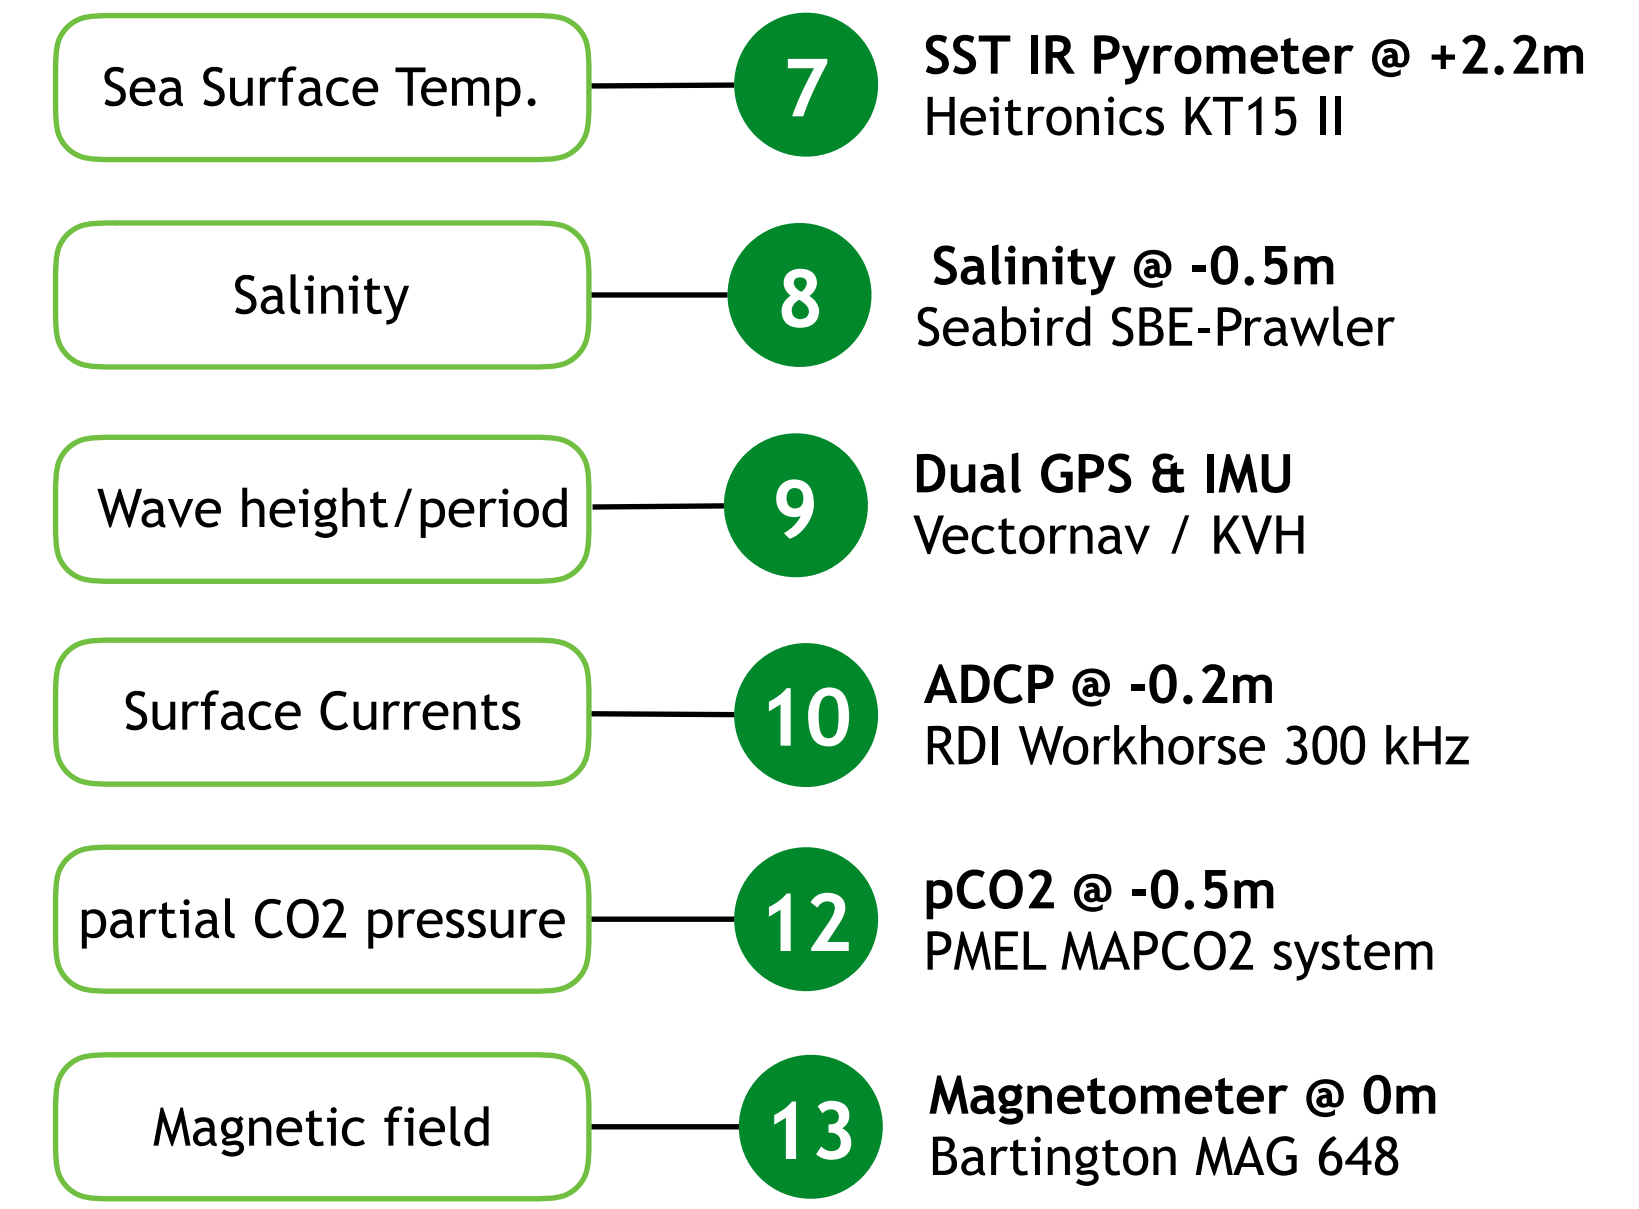 Sea Surface Temp.
7
SST IR Pyrometer @ +2.2m
Heitronics KT15 II
Salinity
8
Salinity @ -0.5m
Seabird SBE-Prawler
Wave height/period
9
Dual GPS & IMU
Vectornav / KVH
Surface Currents
10
ADCP @ -0.2m
RDI Workhorse 300 kHz
partial CO2 pressure
12
pCO2 @ -0.5m
PMEL MAPCO2 system
Magnetic field
13
Magnetometer @ 0m
Bartington MAG 648